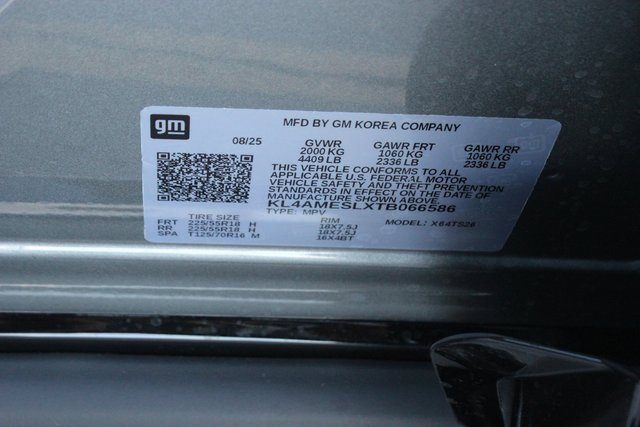 gm
MFD BY GM KOREA COMPANY
08/25 GVWR GAWR FRT GAWR RR
2000 KG 1060 KG 1060 KG
4409 LB 2336 LB 2336 LB
THIS VEHICLE CONFORMS TO ALL
APPLICABLE U.S. FEDERAL MOTOR
VEHICLE SAFETY AND THEFT PREVENTION
STANDARDS IN EFFECT ON THE DATE OF
MANUFACTURE SHOWN ABOVE.
KL4AMESLXTB066586
TYPE: MPV MODEL: X64TS26
TIRE SIZE RIM
FRT 225/55R18 H 18X7.5J
RR 225/55R18 H 18X7.5J
SPA T125/70R16 M 16X4BT